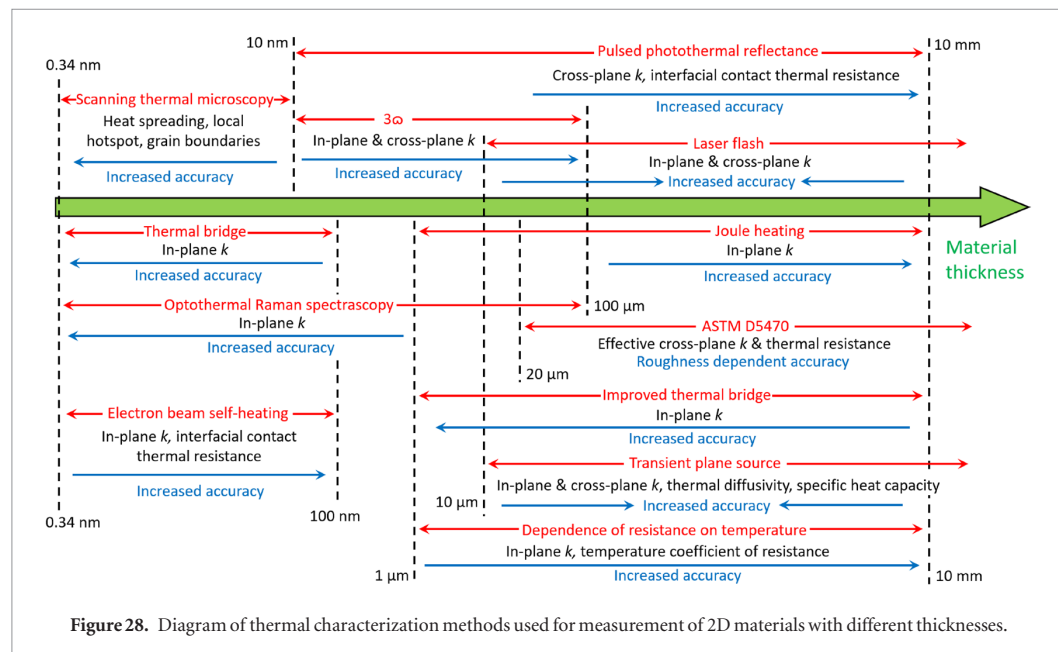 10 nm
Pulsed photothermal reflectance
10 mm
0.34 nm
Cross-plane k, interfacial contact thermal resistance
Increased accuracy
Scanning thermal microscopy
Heat spreading, local
hotspot, grain boundaries
Increased accuracy
3ω
In-plane & cross-plane k
Increased accuracy
Laser flash
In-plane & cross-plane k
Increased accuracy
Material
thickness
Thermal bridge
In-plane k
Increased accuracy
Joule heating
In-plane k
Increased accuracy
Optothermal Raman spectrascopy
In-plane k
Increased accuracy
100 μm
ASTM D5470
Effective cross-plane k & thermal resistance
Roughness dependent accuracy
20 μm
Improved thermal bridge
In-plane k
Increased accuracy
Electron beam self-heating
In-plane k, interfacial contact
thermal resistance
Increased accuracy
Transient plane source
In-plane & cross-plane k, thermal diffusivity, specific heat capacity
Increased accuracy
10 μm
0.34 nm
100 nm
Dependence of resistance on temperature
In-plane k, temperature coefficient of resistance
Increased accuracy
1 μm
10 mm
Figure 28. Diagram of thermal characterization methods used for measurement of 2D materials with different thicknesses.